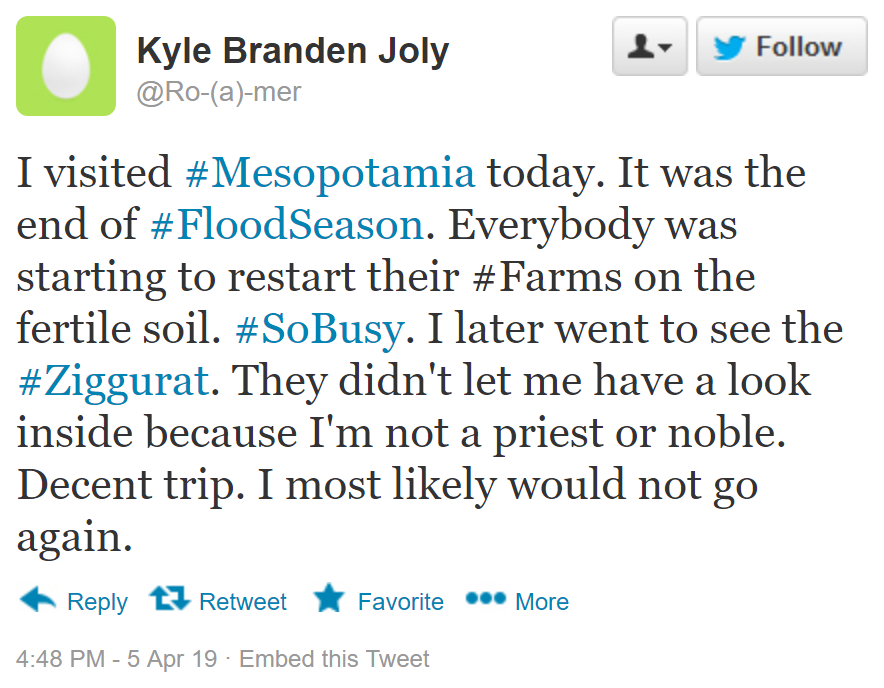 Kyle Branden Joly
@Ro-(a)-mer
Follow
I visited #Mesopotamia today. It was the
end of #FloodSeason. Everybody was
starting to restart their #Farms on the
fertile soil. #SoBusy. I later went to see the
#Ziggurat. They didn't let me have a look
inside because I'm not a priest or noble.
Decent trip. I most likely would not go
again.
Reply Retweet Favorite More
4:48 PM - 5 Apr 19 · Embed this Tweet